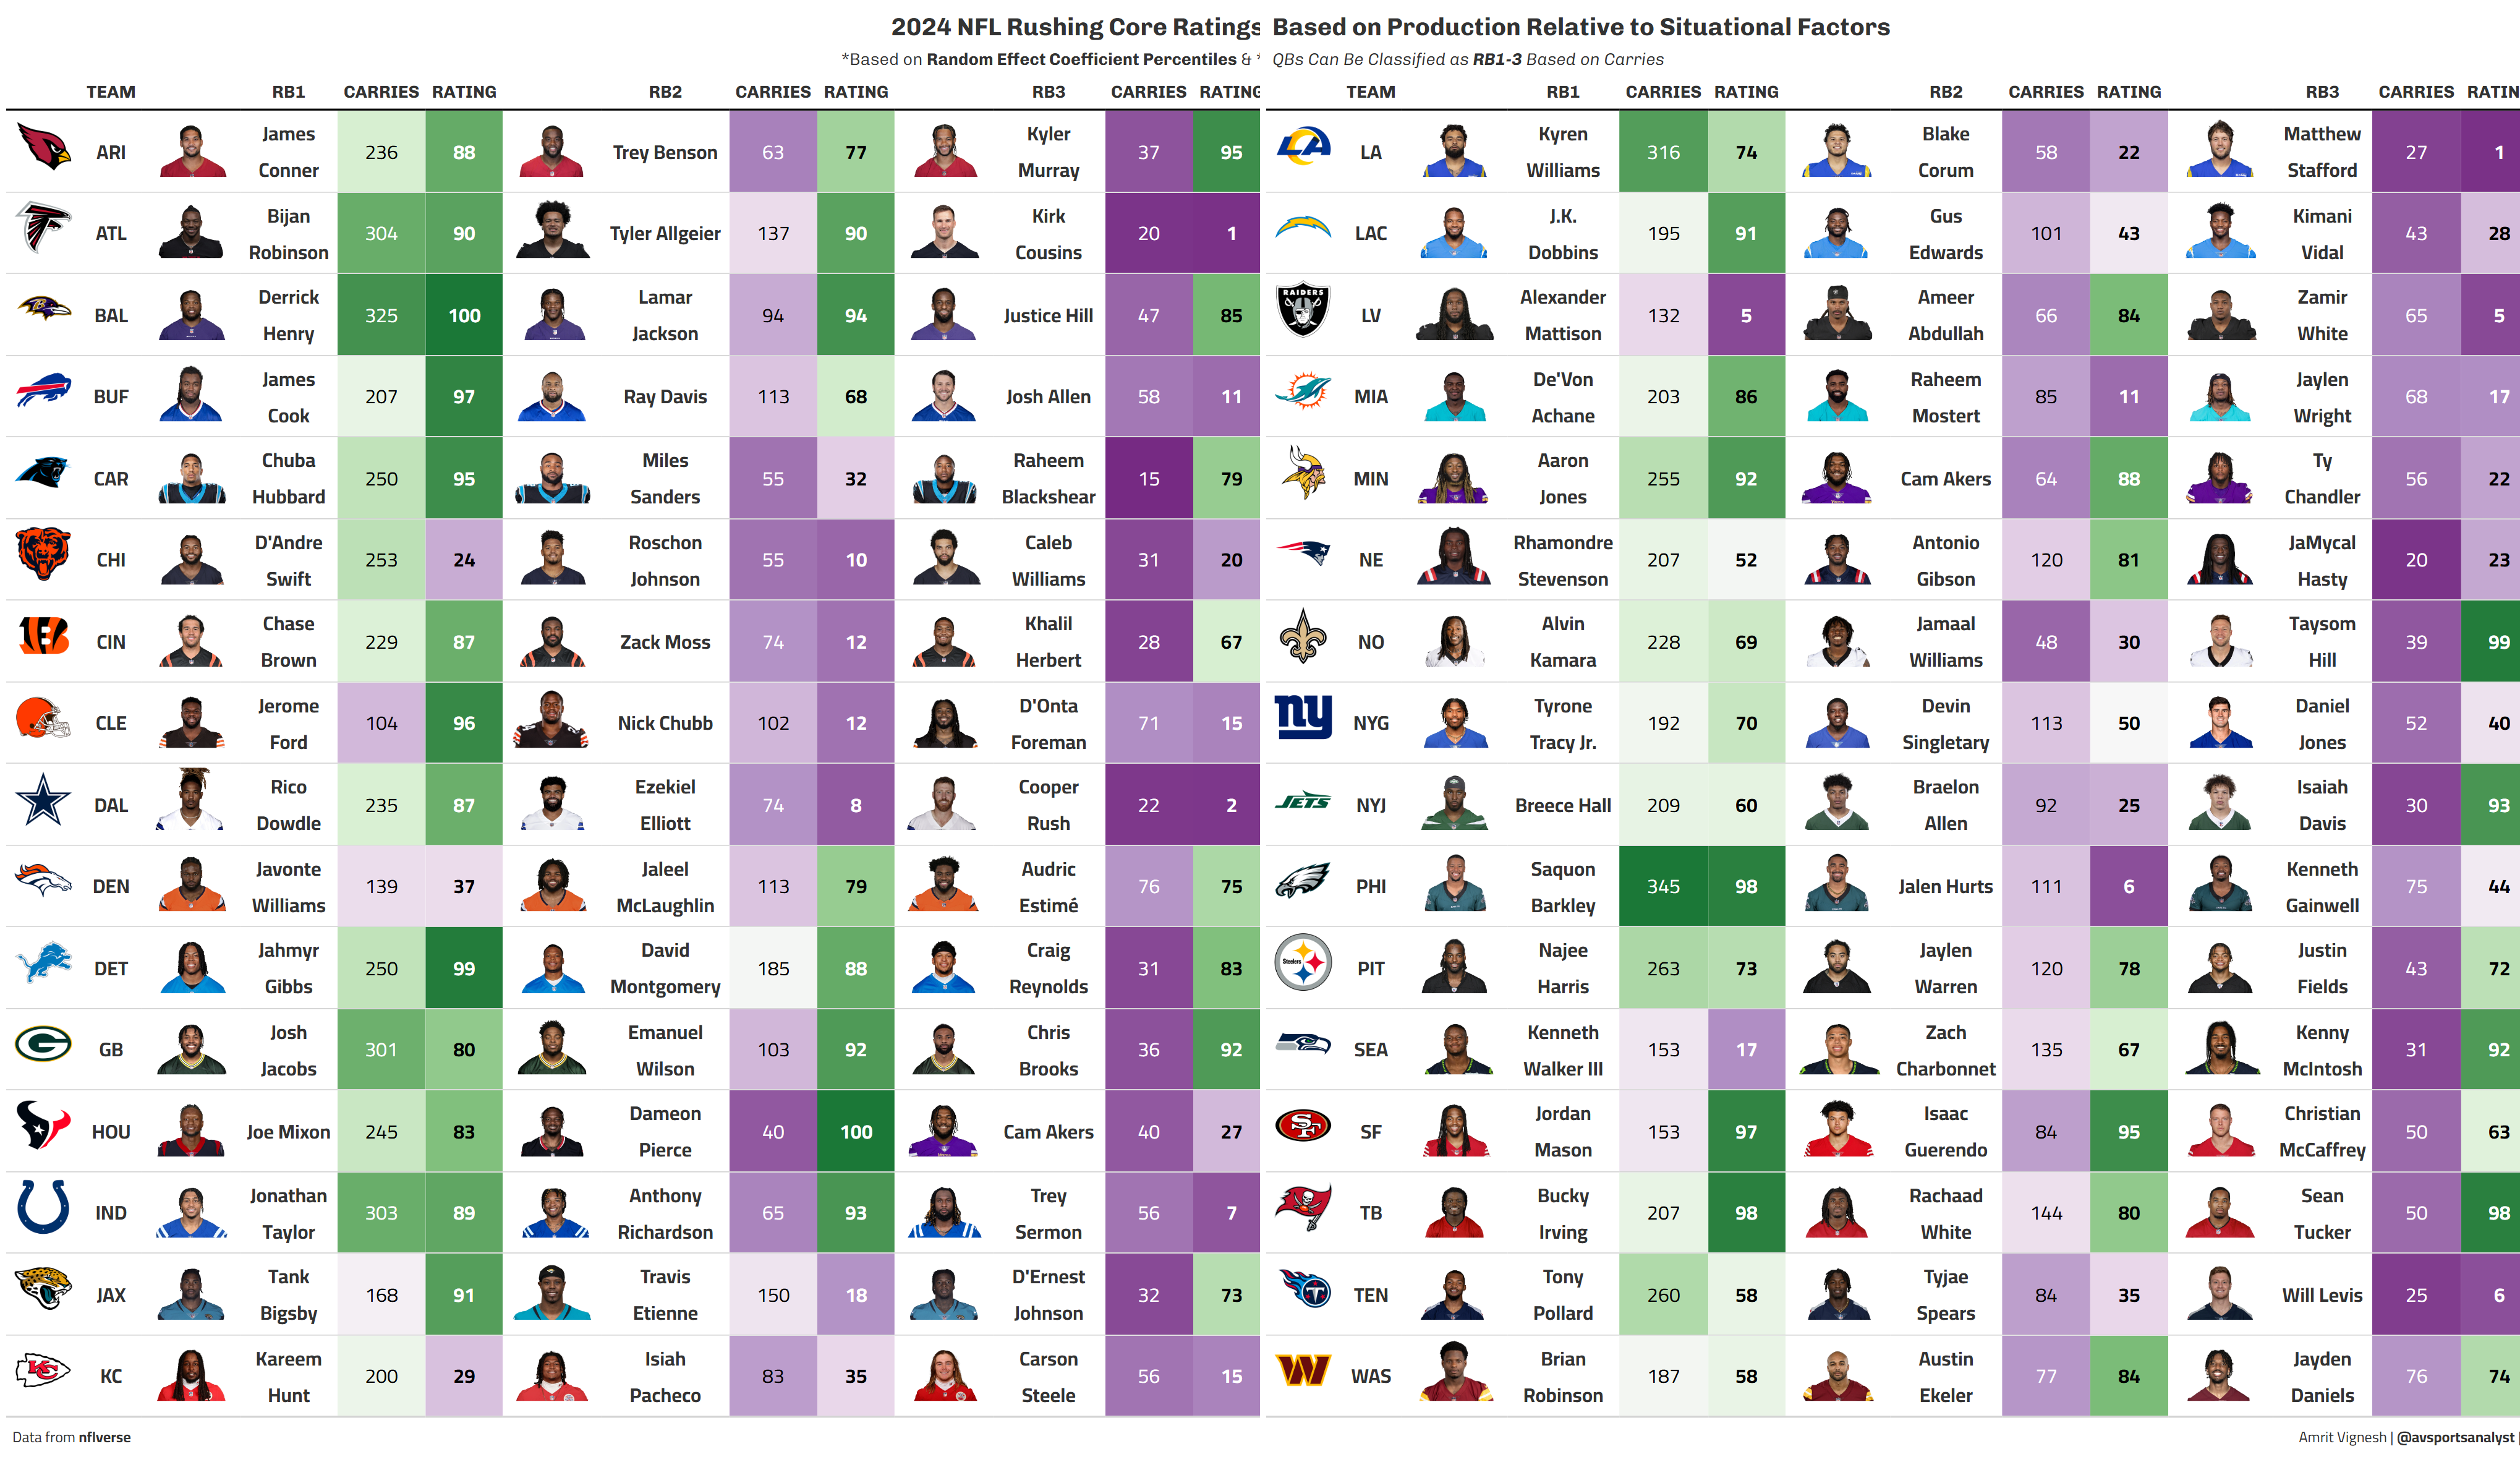 2024 NFL Rushing Core Ratings Based on Production Relative to Situational Factors
*Based on Random Effect Coefficient Percentiles & * QBs Can Be Classified as RB1-3 Based on Carries
TEAM RB1 CARRIES RATING RB2 CARRIES RATING RB3 CARRIES RATING
ARI James Conner 236 88 Trey Benson 63 77 Kyler Murray 37 95
ATL Bijan Robinson 304 90 Tyler Allgeier 137 90 Kirk Cousins 20 1
BAL Derrick Henry 325 100 Lamar Jackson 94 94 Justice Hill 47 85
BUF James Cook 207 97 Ray Davis 113 68 Josh Allen 58 11
CAR Chuba Hubbard 250 95 Miles Sanders 55 32 Raheem Blackshear 15 79
CHI D'Andre Swift 253 24 Roschon Johnson 55 10 Caleb Williams 31 20
CIN Chase Brown 229 87 Zack Moss 74 12 Khalil Herbert 28 67
CLE Jerome Ford 104 96 Nick Chubb 102 12 D'Onta Foreman 71 15
DAL Rico Dowdle 235 87 Ezekiel Elliott 74 8 Cooper Rush 22 2
DEN Javonte Williams 139 37 Jaleel McLaughlin 113 79 Audric Estimé 76 75
DET Jahmyr Gibbs 250 99 David Montgomery 185 88 Craig Reynolds 31 83
GB Josh Jacobs 301 80 Emanuel Wilson 103 92 Chris Brooks 36 92
HOU Joe Mixon 245 83 Dameon Pierce 40 100 Cam Akers 40 27
IND Jonathan Taylor 303 89 Anthony Richardson 65 93 Trey Sermon 56 7
JAX Tank Bigsby 168 91 Travis Etienne 150 18 D'Ernest Johnson 32 73
KC Kareem Hunt 200 29 Isiah Pacheco 83 35 Carson Steele 56 15
Data from nflverse
TEAM RB1 CARRIES RATING RB2 CARRIES RATING RB3 CARRIES RATIN
LA Kyren Williams 316 74 Blake Corum 58 22 Matthew Stafford 27 1
LAC J.K. Dobbins 195 91 Gus Edwards 101 43 Kimani Vidal 43 28
RAIDERS LV Alexander Mattison 132 5 Ameer Abdullah 66 84 Zamir White 65 5
MIA De'Von Achane 203 86 Raheem Mostert 85 11 Jaylen Wright 68 17
MIN Aaron Jones 255 92 Cam Akers 64 88 Ty Chandler 56 22
NE Rhamondre Stevenson 207 52 Antonio Gibson 120 81 JaMycal Hasty 20 23
NO Alvin Kamara 228 69 Jamaal Williams 48 30 Taysom Hill 39 99
ny NYG Tyrone Tracy Jr. 192 70 Devin Singletary 113 50 Daniel Jones 52 40
JETS NYJ Breece Hall 209 60 Braelon Allen 92 25 Isaiah Davis 30 93
PHI Saquon Barkley 345 98 Jalen Hurts 111 6 Kenneth Gainwell 75 44
Steelers PIT Najee Harris 263 73 Jaylen Warren 120 78 Justin Fields 43 72
SEA Kenneth Walker III 153 17 Zach Charbonnet 135 67 Kenny McIntosh 31 92
SF SF Jordan Mason 153 97 Isaac Guerendo 84 95 Christian McCaffrey 50 63
TB Bucky Irving 207 98 Rachaad White 144 80 Sean Tucker 50 98
TEN Tony Pollard 260 58 Tyjae Spears 84 35 Will Levis 25 6
WAS Brian Robinson 187 58 Austin Ekeler 77 84 Jayden Daniels 76 74
Amrit Vignesh | @avsportsanalyst |